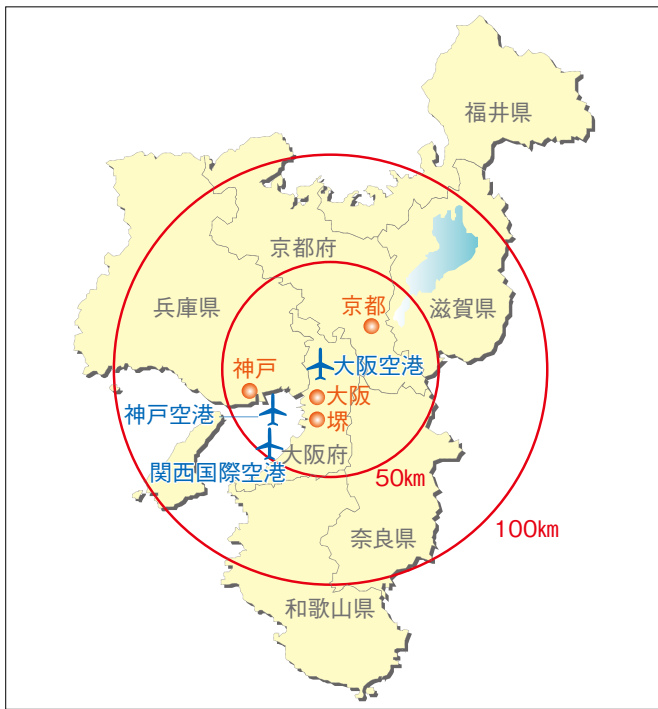 福井県
京都府
兵庫県
京都
滋賀県
大阪空港
神戸
大阪
神戸空港
堺
大阪府
関西国際空港
50km
100km
奈良県
和歌山県